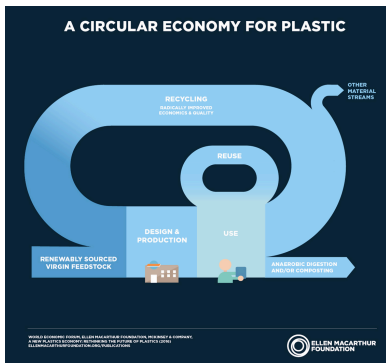 A CIRCULAR ECONOMY FOR PLASTIC
OTHER
MATERIAL
STREAMS
RECYCLING
RADICALLY IMPROVED
ECONOMICS & QUALITY
REUSE
DESIGN &
PRODUCTION
USE
RENEWABLY SOURCED
VIRGIN FEEDSTOCK
ANAEROBIC DIGESTION
AND/OR COMPOSTING
WORLD ECONOMIC FORUM, ELLEN MACARTHUR FOUNDATION, MCKINSEY & COMPANY,
A NEW PLASTICS ECONOMY: RETHINKING THE FUTURE OF PLASTICS (2016)
ELLENMACARTHURFOUNDATION.ORG/PUBLICATIONS
ELLEN MACARTHUR
FOUNDATION